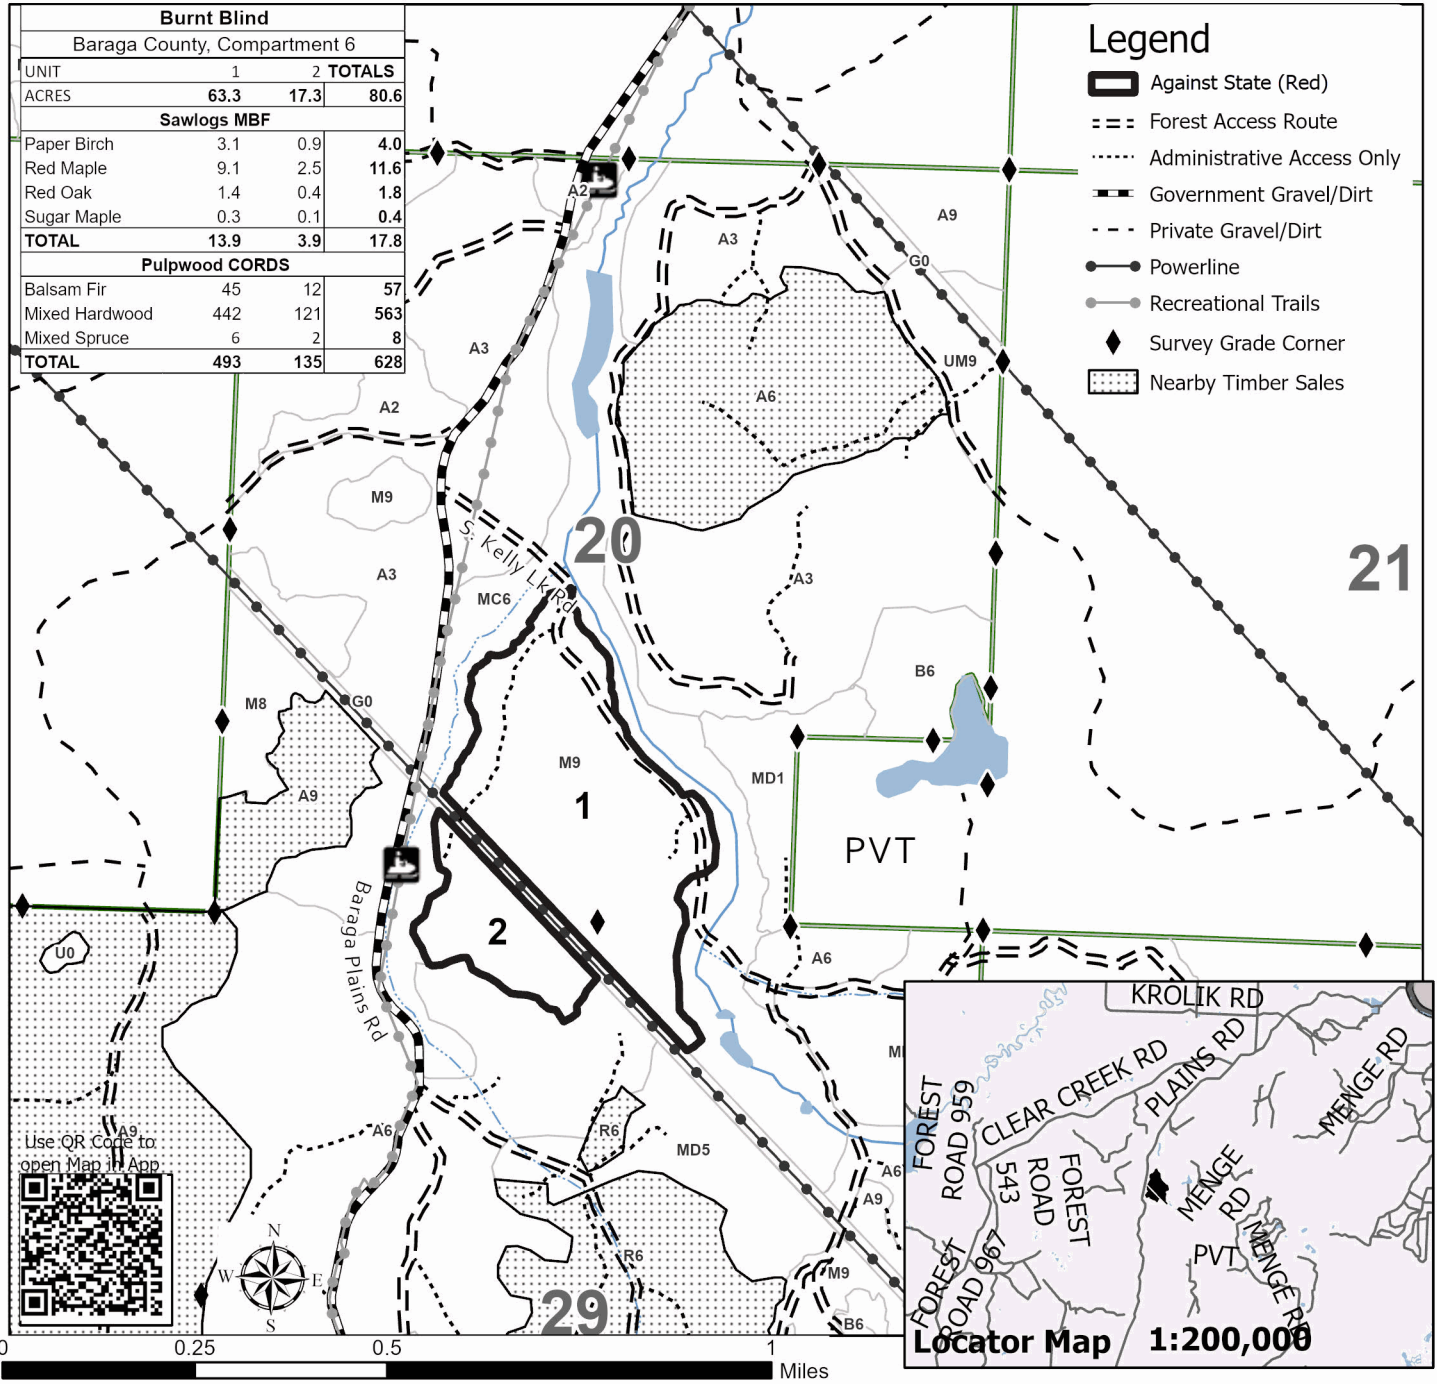 Burnt Blind
Baraga County, Compartment 6
UNIT 1 2 TOTALS
ACRES 63.3 17.3 80.6
Sawlogs MBF
Paper Birch 3.1 0.9 4.0
Red Maple 9.1 2.5 11.6
Red Oak 1.4 0.4 1.8
Sugar Maple 0.3 0.1 0.4
TOTAL 13.9 3.9 17.8
Pulpwood CORDS
Balsam Fir 45 12 57
Mixed Hardwood 442 121 563
Mixed Spruce 6 2 8
TOTAL 493 135 628
Legend
Against State (Red)
Forest Access Route
Administrative Access Only
Government Gravel/Dirt
Private Gravel/Dirt
Powerline
Recreational Trails
Survey Grade Corner
Nearby Timber Sales
A2
A9
A3
G0
A3
UM9
A6
A2
M9
S. Kelly Lk Rd
20
21
A3
A3
MC6
B6
M8
G0
M9
MD1
A9
1
PVT
2
Baraga Plains Rd
U0
A6
A9
A6
R6
MD5
A6
A9
R6
M9
B6
29
Use QR Code to
open Map in App
N
W
E
S
0 0.25 0.5 1 Miles
KROLIK RD
CLEAR CREEK RD
PLAINS RD
MENGE RD
FOREST
ROAD 959
543
ROAD
FOREST
MENGE
RD
PVT
MENGE RD
FOREST
ROAD 967
Locator Map 1:200,000